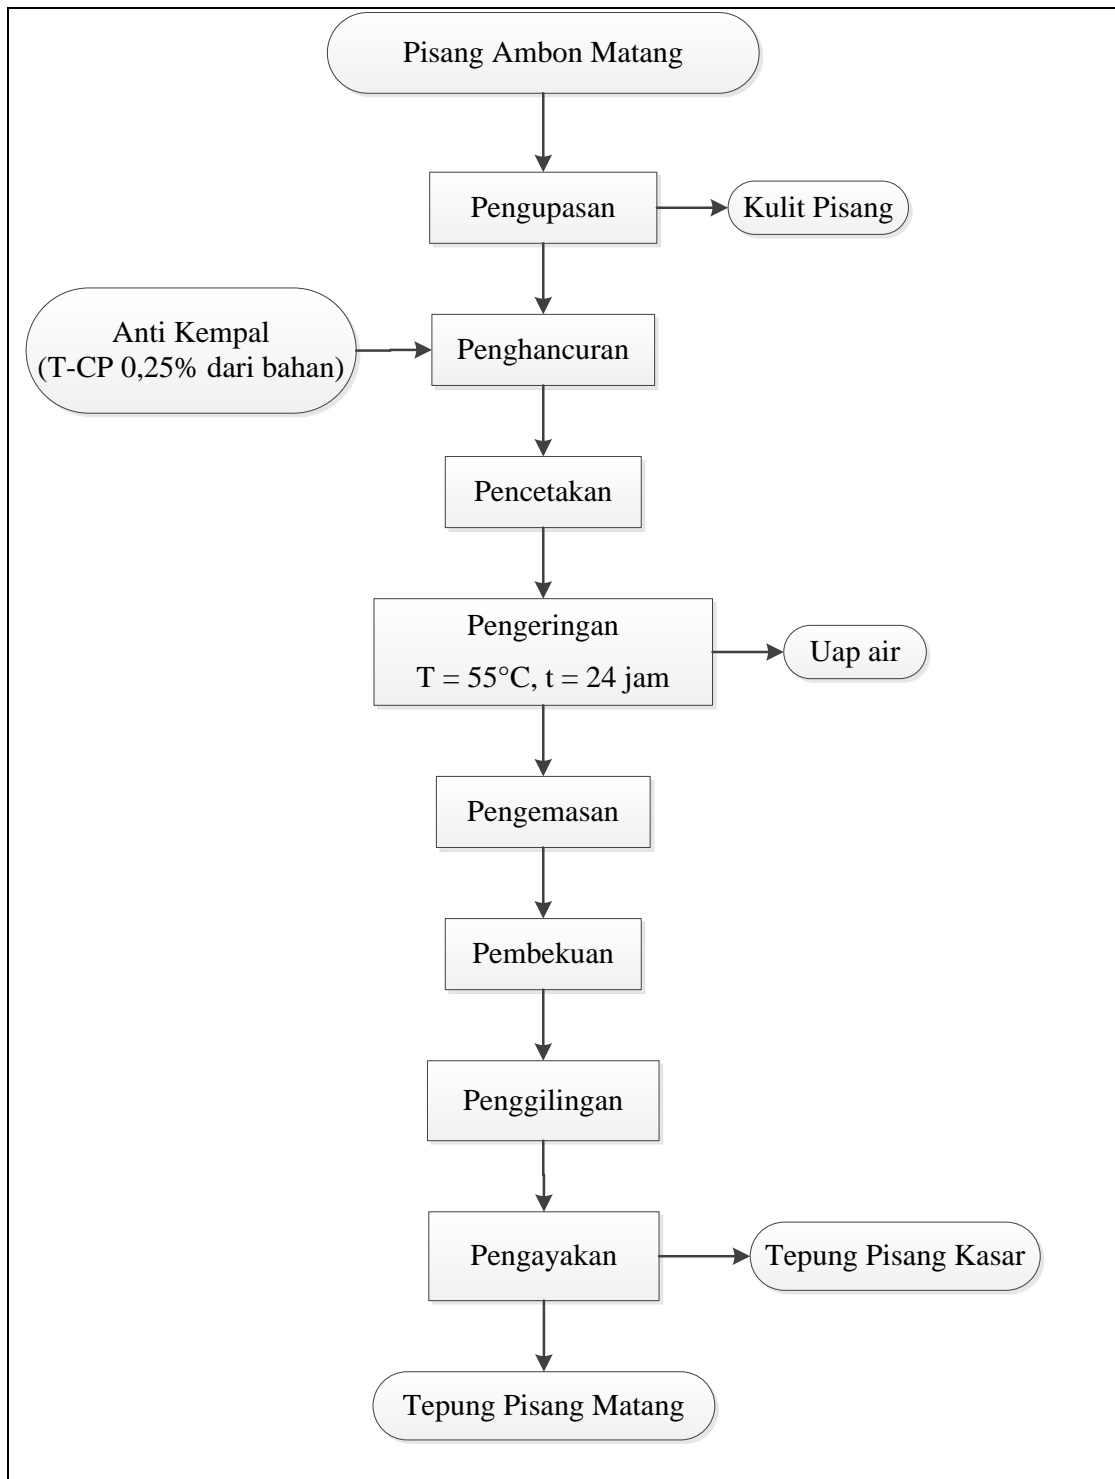 Pisang Ambon Matang
Pengupasan
Kulit Pisang
Anti Kempal
(T-CP 0,25% dari bahan)
Penghancuran
Pencetakan
Pengeringan
T = 55°C, t = 24 jam
Uap air
Pengemasan
Pembekuan
Penggilingan
Pengayakan
Tepung Pisang Kasar
Tepung Pisang Matang